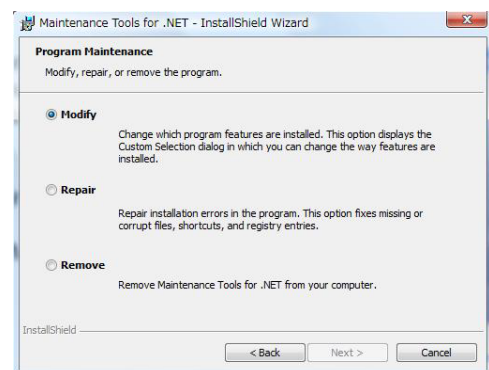 Maintenance Tools for .NET - InstallShield Wizard
Program Maintenance
Modify, repair, or remove the program.
Modify
Change which program features are installed. This option displays the
Custom Selection dialog in which you can change the way features are
installed.
Repair
Repair installation errors in the program. This option fixes missing or
corrupt files, shortcuts, and registry entries.
Remove
Remove Maintenance Tools for .NET from your computer.
InstallShield
< Back Next > Cancel